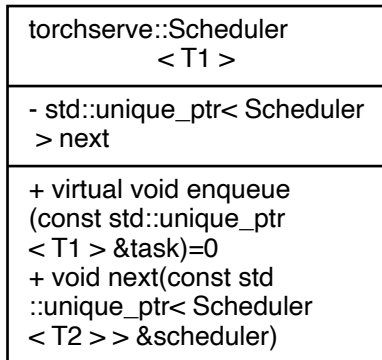 torchserve::Scheduler
< T1 >
- std::unique_ptr< Scheduler
> next
+ virtual void enqueue
(const std::unique_ptr
< T1 > &task)=0
+ void next(const std
::unique_ptr< Scheduler
< T2 > > &scheduler)